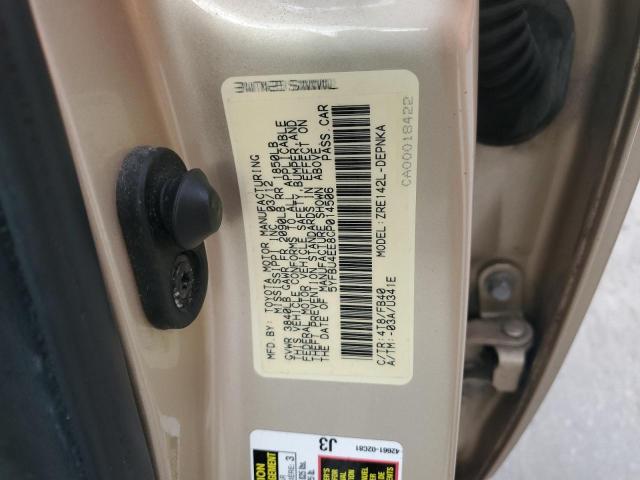 MFD. BY: TOYOTA MOTOR MANUFACTURING
MISSISSIPPI INC. 03/12
GVWR 3840LB GAWR FR 2090LB RR 1850LB
THIS VEHICLE CONFORMS TO ALL APPLICABLE
FEDERAL MOTOR VEHICLE SAFETY, BUMPER, AND
THEFT PREVENTION STANDARDS IN EFFECT ON
THE DATE OF MANUFACTURE SHOWN ABOVE.
5YFBU4EE8CP014506 PASS. CAR
C/TR: 4T8/FB40 MODEL: ZRE142L-DEPNKA
A/TM: -03A/U341E
CA00018422
42661-02C81
J3